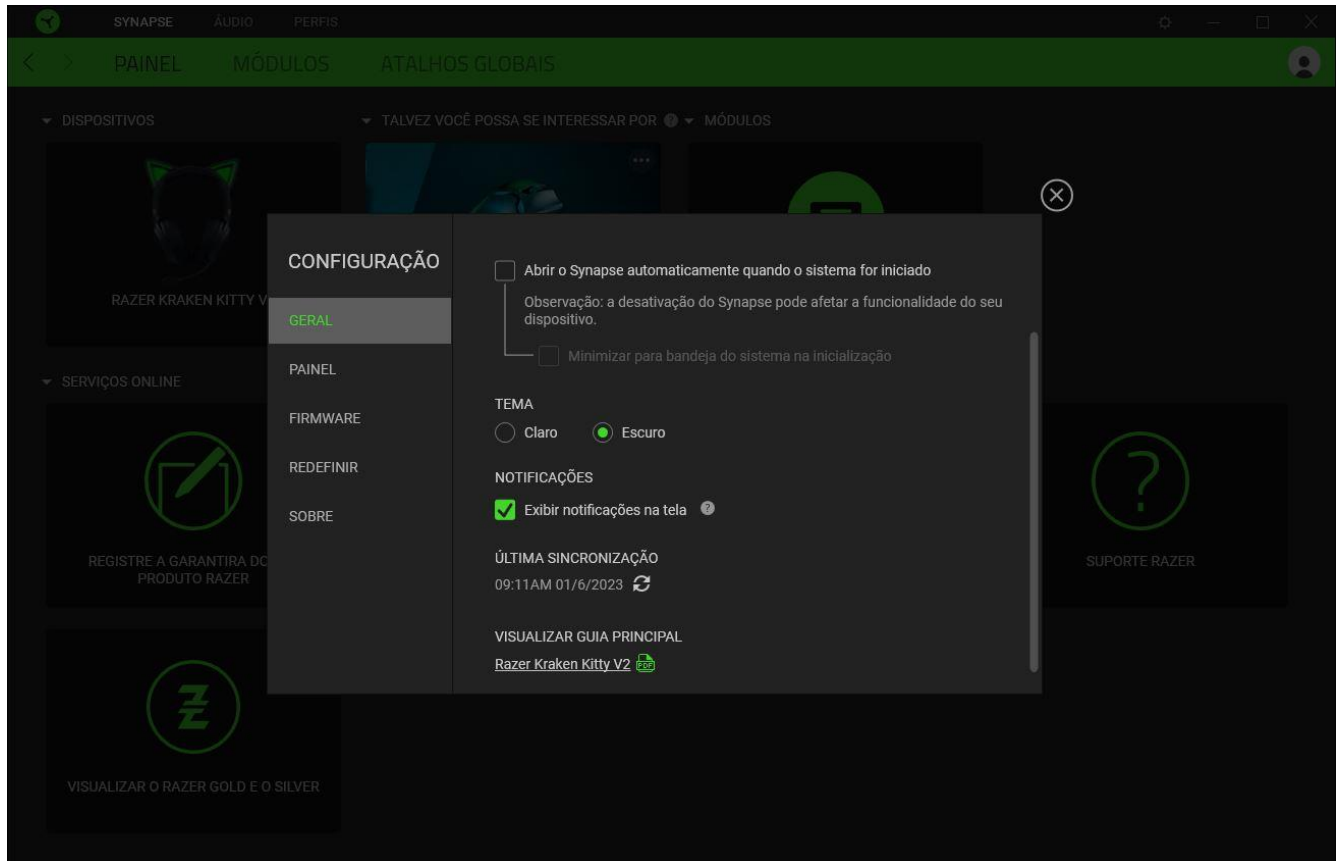 SYNAPSE ÁUDIO PERFIS
PAINEL MÓDULOS ATALHOS GLOBAIS
DISPOSITIVOS
TALVEZ VOCÊ POSSA SE INTERESSAR POR
MÓDULOS
RAZER KRAKEN KITTY V
SERVIÇOS ONLINE
REGISTRE A GARANTIRA DO
PRODUTO RAZER
SUPORTE RAZER
VISUALIZAR O RAZER GOLD E O SILVER
CONFIGURAÇÃO
GERAL
PAINEL
FIRMWARE
REDEFINIR
SOBRE
Abrir o Synapse automaticamente quando o sistema for iniciado
Observação: a desativação do Synapse pode afetar a funcionalidade do seu
dispositivo.
Minimizar para bandeja do sistema na inicialização
TEMA
Claro Escuro
NOTIFICAÇÕES
Exibir notificações na tela
ÚLTIMA SINCRONIZAÇÃO
09:11AM 01/6/2023
VISUALIZAR GUIA PRINCIPAL
Razer Kraken Kitty V2 PDF